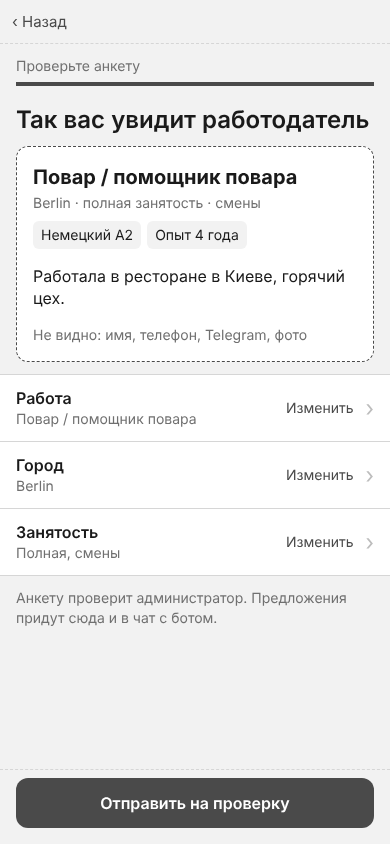 ‹ Назад
Проверьте анкету
Так вас увидит работодатель
Повар / помощник повара
Berlin · полная занятость · смены
Немецкий A2 Опыт 4 года
Работала в ресторане в Киеве, горячий
цех.
Не видно: имя, телефон, Telegram, фото
Работа
Повар / помощник повара
Изменить ›
Город
Berlin
Изменить ›
Занятость
Полная, смены
Изменить ›
Анкету проверит администратор. Предложения
придут сюда и в чат с ботом.
Отправить на проверку